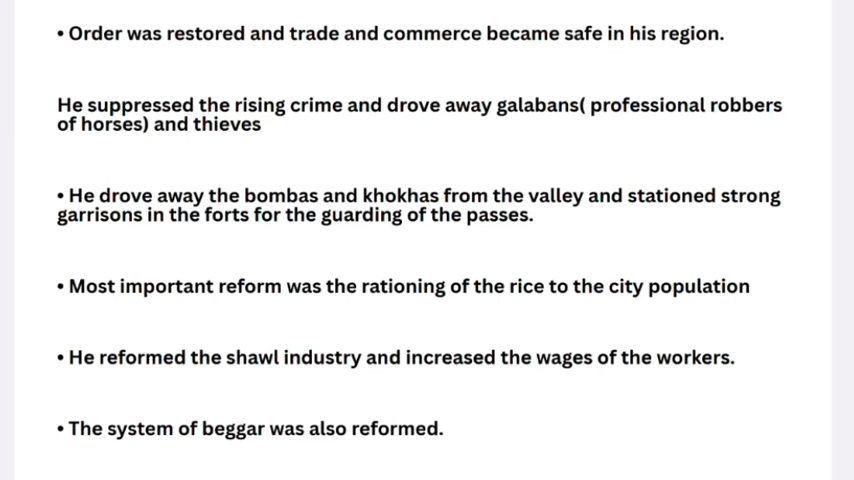 • Order was restored and trade and commerce became safe in his region.
He suppressed the rising crime and drove away galabans( professional robbers
of horses) and thieves
• He drove away the bombas and khokhas from the valley and stationed strong
garrisons in the forts for the guarding of the passes.
• Most important reform was the rationing of the rice to the city population
• He reformed the shawl industry and increased the wages of the workers.
• The system of beggar was also reformed.